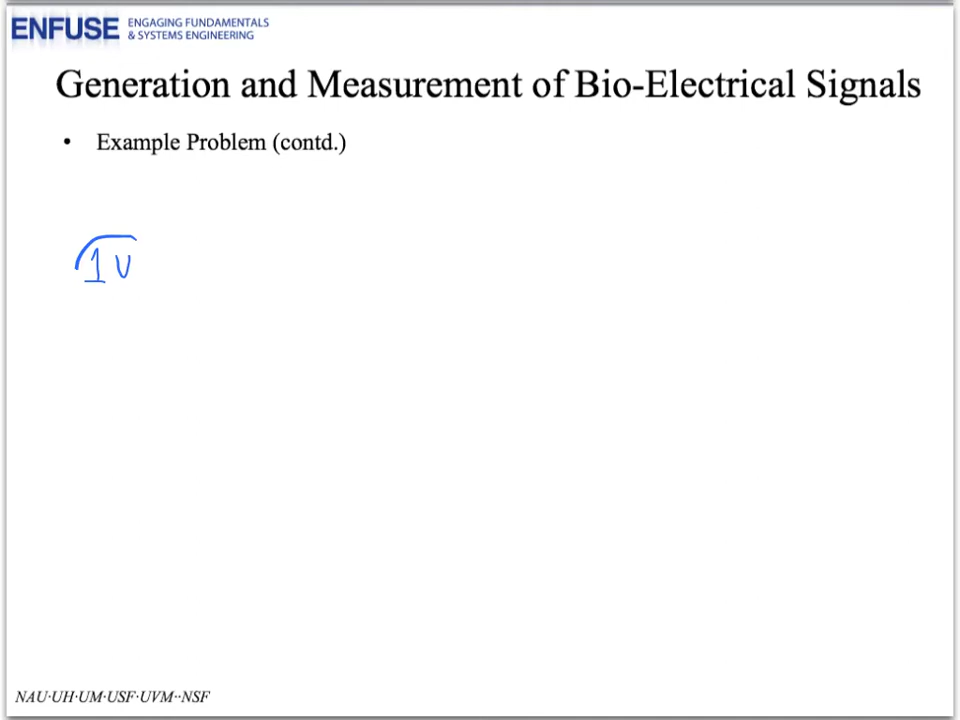 ENFUSE ENGAGING FUNDAMENTALS
& SYSTEMS ENGINEERING
Generation and Measurement of Bio-Electrical Signals
• Example Problem (contd.)
1 V
NAU·UH·UM·USF·UVM··NSF